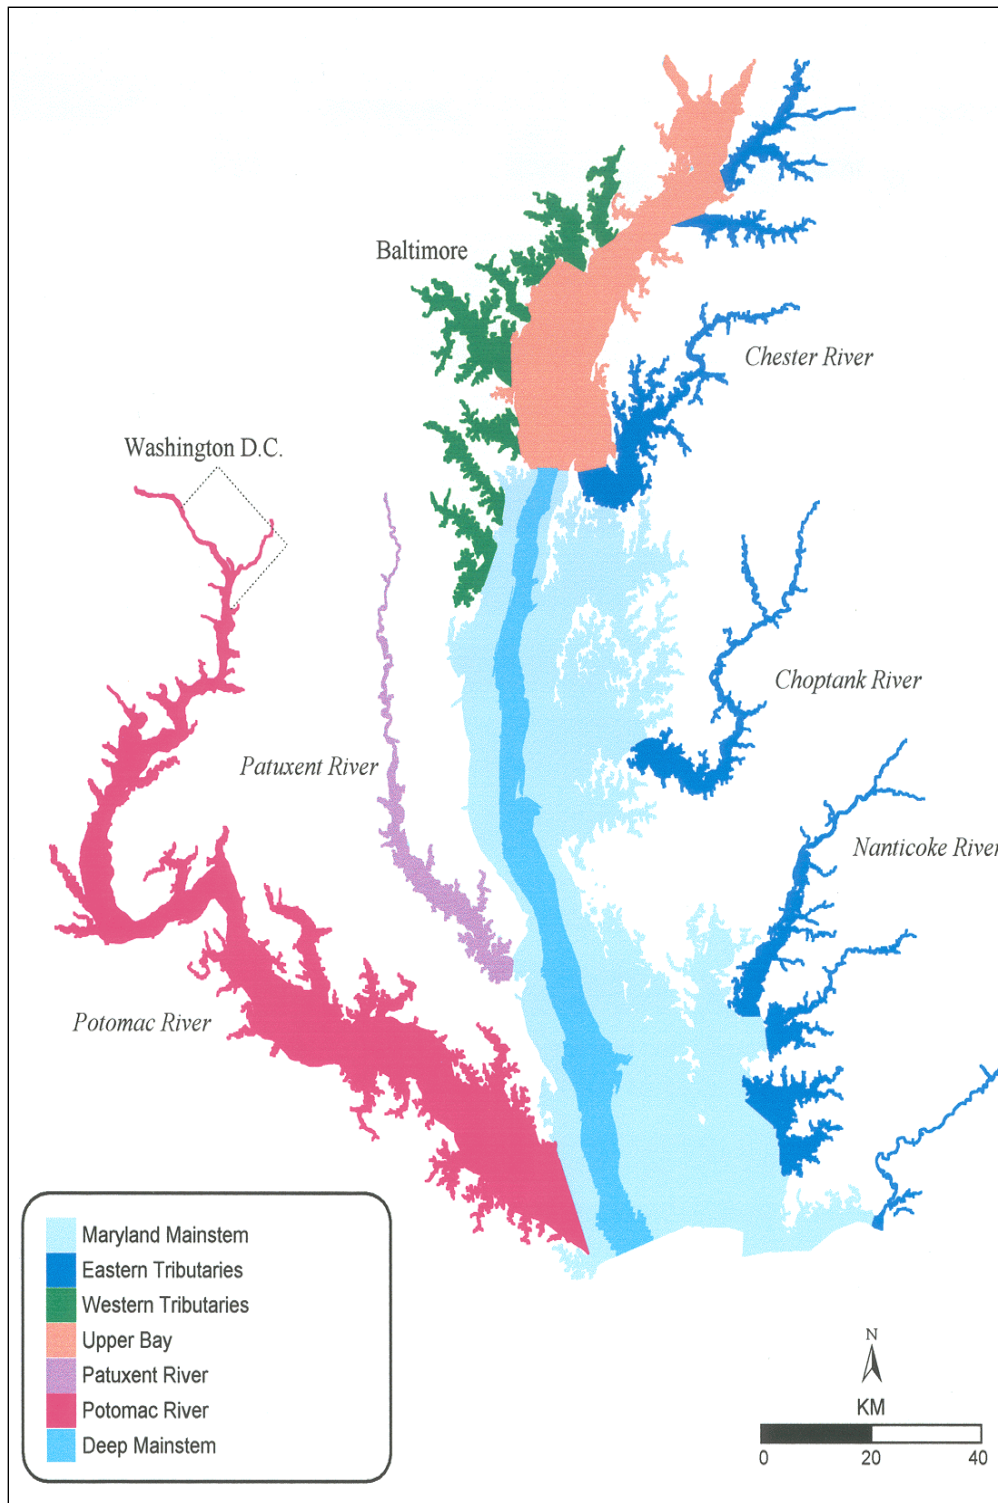 Baltimore
Chester River
Washington D.C.
Choptank River
Patuxent River
Nanticoke River
Potomac River
Maryland Mainstem
Eastern Tributaries
Western Tributaries
Upper Bay
Patuxent River
Potomac River
Deep Mainstem
N
KM
0 20 40